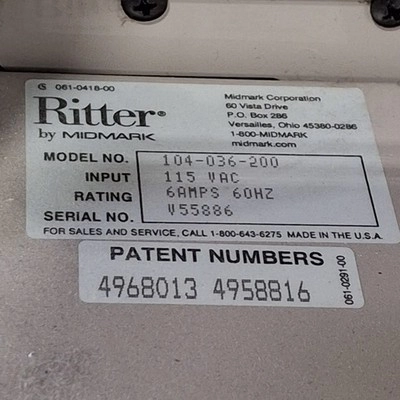 G 061-0418-00
Ritter®
by MIDMARK
Midmark Corporation
60 Vista Drive
P.O. Box 286
Versailles, Ohio 45380-0286
1-800-MIDMARK
midmark.com
MODEL NO. 104-036-200
INPUT 115 VAC
RATING 6AMPS 60HZ
SERIAL NO. V55886
FOR SALES AND SERVICE, CALL 1-800-643-6275 MADE IN THE U.S.A.
PATENT NUMBERS
4968013 4958816
061-0291-00